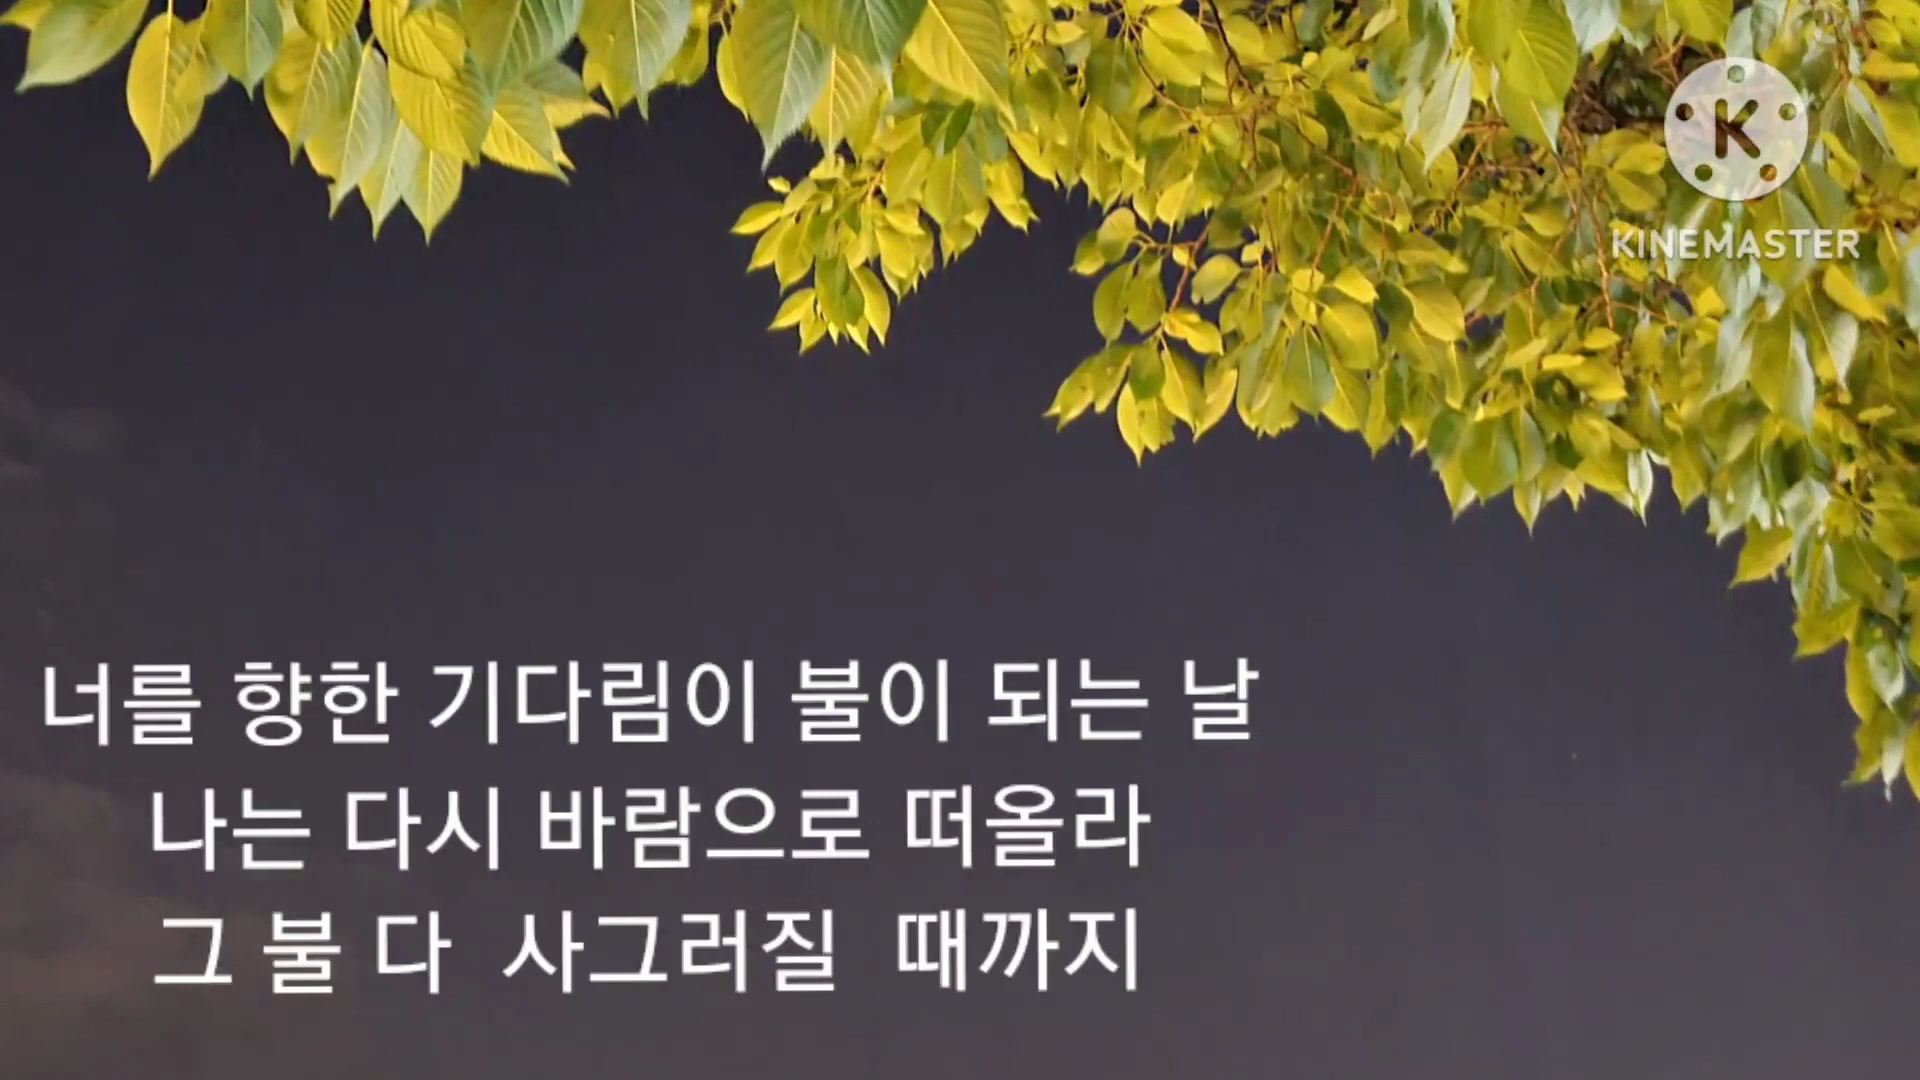 KINEMASTER
너를 향한 기다림이 불이 되는 날
나는 다시 바람으로 떠올라
그 불 다 사그러질 때까지